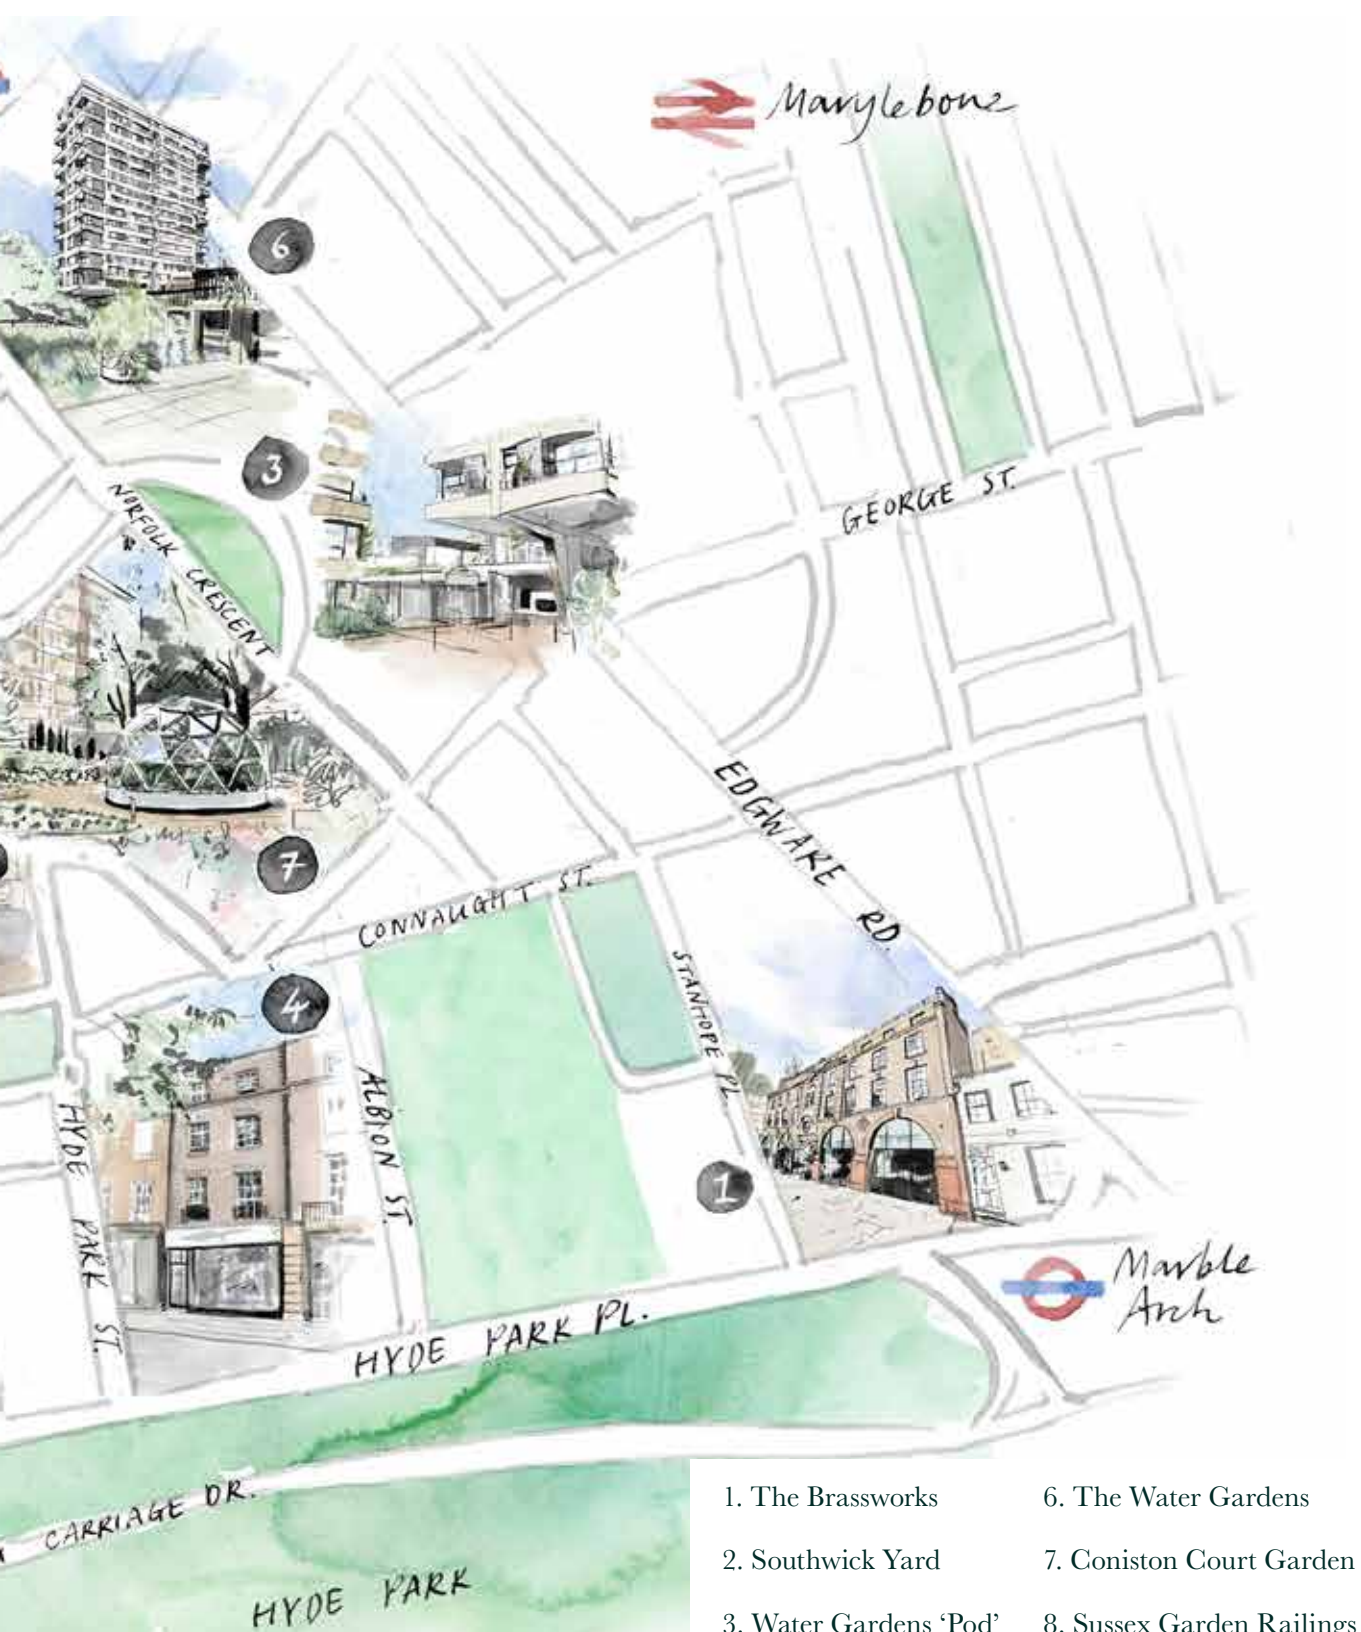 Marylebone
6
3
GEORGE ST.
NORFOLK CRESCENT
EDGWARE RD.
7
CONNAUGHT ST.
4
STANHOPE PL
ALBION ST.
HYDE PARK ST.
1
Marble
Arch
HYDE PARK PL.
CARRIAGE DR.
HYDE PARK
1. The Brassworks
2. Southwick Yard
3. Water Gardens ‘Pod’
6. The Water Gardens
7. Coniston Court Garden
8. Sussex Garden Railings